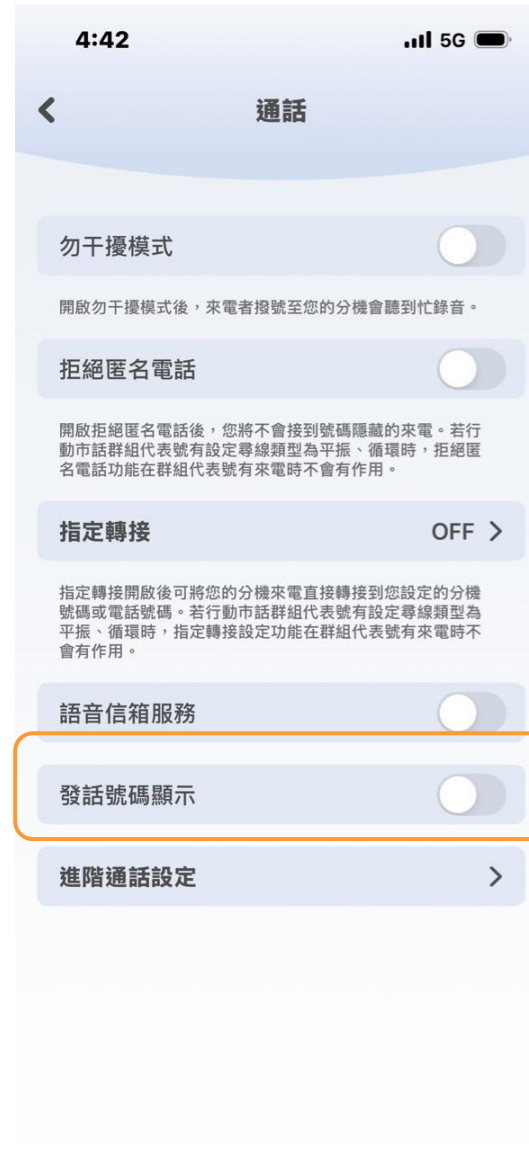 4:42
5G
通話
勿干擾模式
開啟勿干擾模式後，來電者撥號至您的分機會聽到忙錄音。
拒絕匿名電話
開啟拒絕匿名電話後，您將不會接到號碼隱藏的來電。若行
動市話群組代表號有設定尋線類型為平振、循環時，拒絕匿
名電話功能在群組代表號有來電時不會有作用。
指定轉接 OFF
指定轉接開啟後可將您的分機來電直接轉接到您設定的分機
號碼或電話號碼。若行動市話群組代表號有設定尋線類型為
平振、循環時，指定轉接設定功能在群組代表號有來電時不
會有作用。
語音信箱服務
發話號碼顯示
進階通話設定